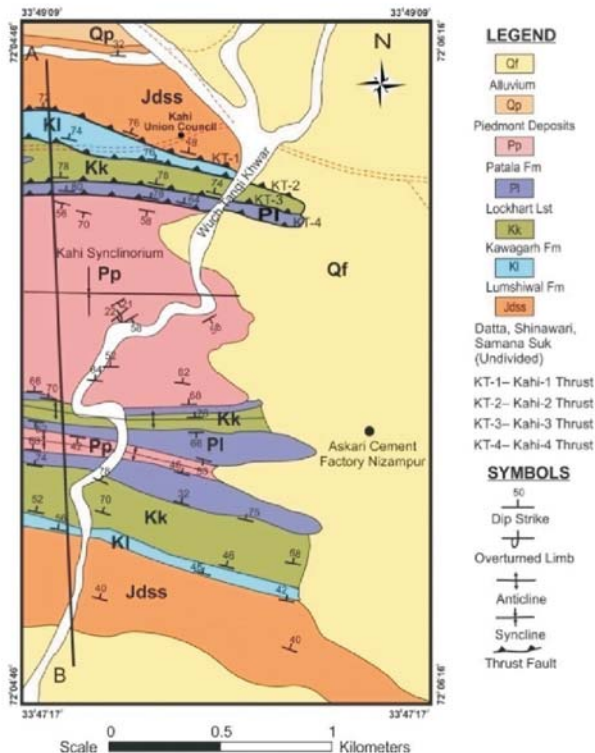 33°49'09"
33°49'09"
72°04'46"
72°06'16"
A
N
Qp
32
Jdss
72
Kl
74
76
Kahi
Union Council
48
76
KT-1
Kk
78
78
74
KT-2
KT-3
Pl
KT-4
64
56
70
58
Wuch Tangi Khwar
Kahi Synclinorium
Pp
Qf
58
52
62
66
70
68
Kk
Pl
66
Pp
Askari Cement
Factory Nizampur
74
76
32
75
52
70
Kk
56
Kl
46
68
45
42
Jdss
40
40
B
72°04'46"
72°06'16"
33°47'17"
33°47'17"
0 0.5 1
Scale Kilometers
LEGEND
Qf
Alluvium
Qp
Piedmont Deposits
Pp
Patala Fm
Pl
Lockhart Lst
Kk
Kawagarh Fm
Kl
Lumshiwal Fm
Jdss
Datta, Shinawari,
Samana Suk
(Undivided)
KT-1– Kahi-1 Thrust
KT-2– Kahi-2 Thrust
KT-3– Kahi-3 Thrust
KT-4– Kahi-4 Thrust
SYMBOLS
50
Dip Strike
Overturned Limb
Anticline
Syncline
Thrust Fault